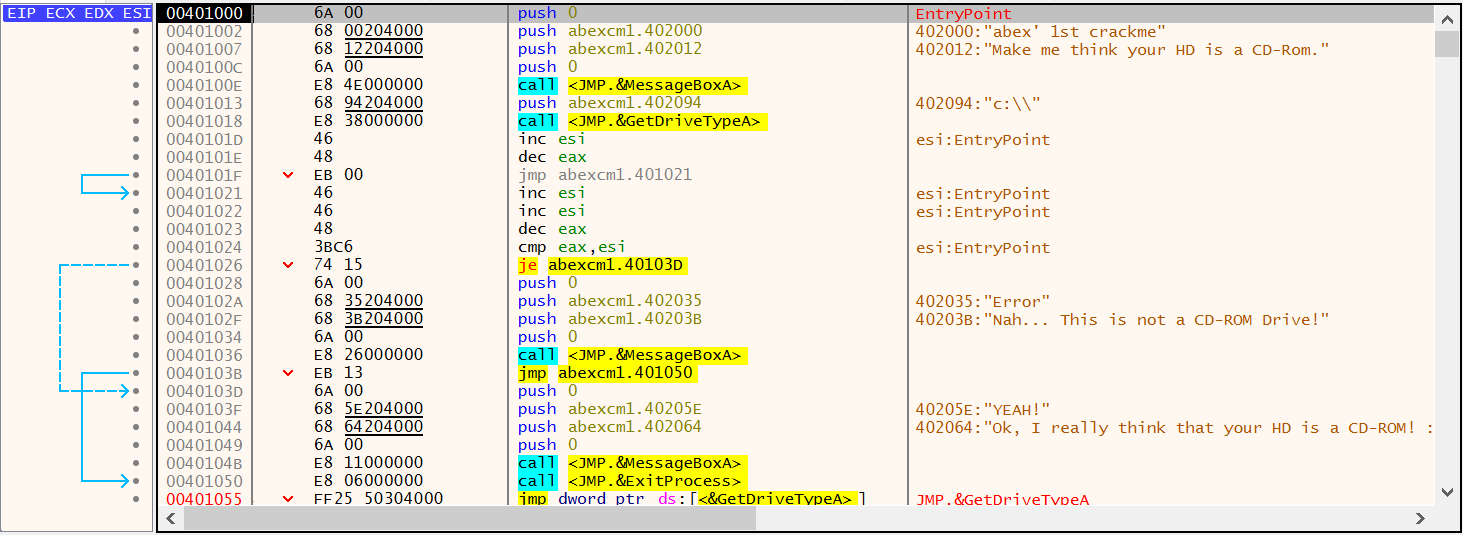 EIP ECX EDX ESI 00401000 6A 00 push 0 EntryPoint
00401002 68 00204000 push abexcm1.402000 402000:"abex' 1st crackme"
00401007 68 12204000 push abexcm1.402012 402012:"Make me think your HD is a CD-Rom."
0040100C 6A 00 push 0
0040100E E8 4E000000 call <JMP.&MessageBoxA>
00401013 68 94204000 push abexcm1.402094 402094:"c:\\"
00401018 E8 38000000 call <JMP.&GetDriveTypeA>
0040101D 46 inc esi esi:EntryPoint
0040101E 48 dec eax
0040101F EB 00 jmp abexcm1.401021
00401021 46 inc esi esi:EntryPoint
00401022 46 inc esi esi:EntryPoint
00401023 48 dec eax
00401024 3BC6 cmp eax,esi esi:EntryPoint
00401026 74 15 je abexcm1.40103D
00401028 6A 00 push 0
0040102A 68 35204000 push abexcm1.402035 402035:"Error"
0040102F 68 3B204000 push abexcm1.40203B 40203B:"Nah... This is not a CD-ROM Drive!"
00401034 6A 00 push 0
00401036 E8 26000000 call <JMP.&MessageBoxA>
0040103B EB 13 jmp abexcm1.401050
0040103D 6A 00 push 0
0040103F 68 5E204000 push abexcm1.40205E 40205E:"YEAH!"
00401044 68 64204000 push abexcm1.402064 402064:"Ok, I really think that your HD is a CD-ROM! :
00401049 6A 00 push 0
0040104B E8 11000000 call <JMP.&MessageBoxA>
00401050 E8 06000000 call <JMP.&ExitProcess>
00401055 FF25 50304000 jmp dword ptr ds:[<&GetDriveTypeA>] JMP.&GetDriveTypeA